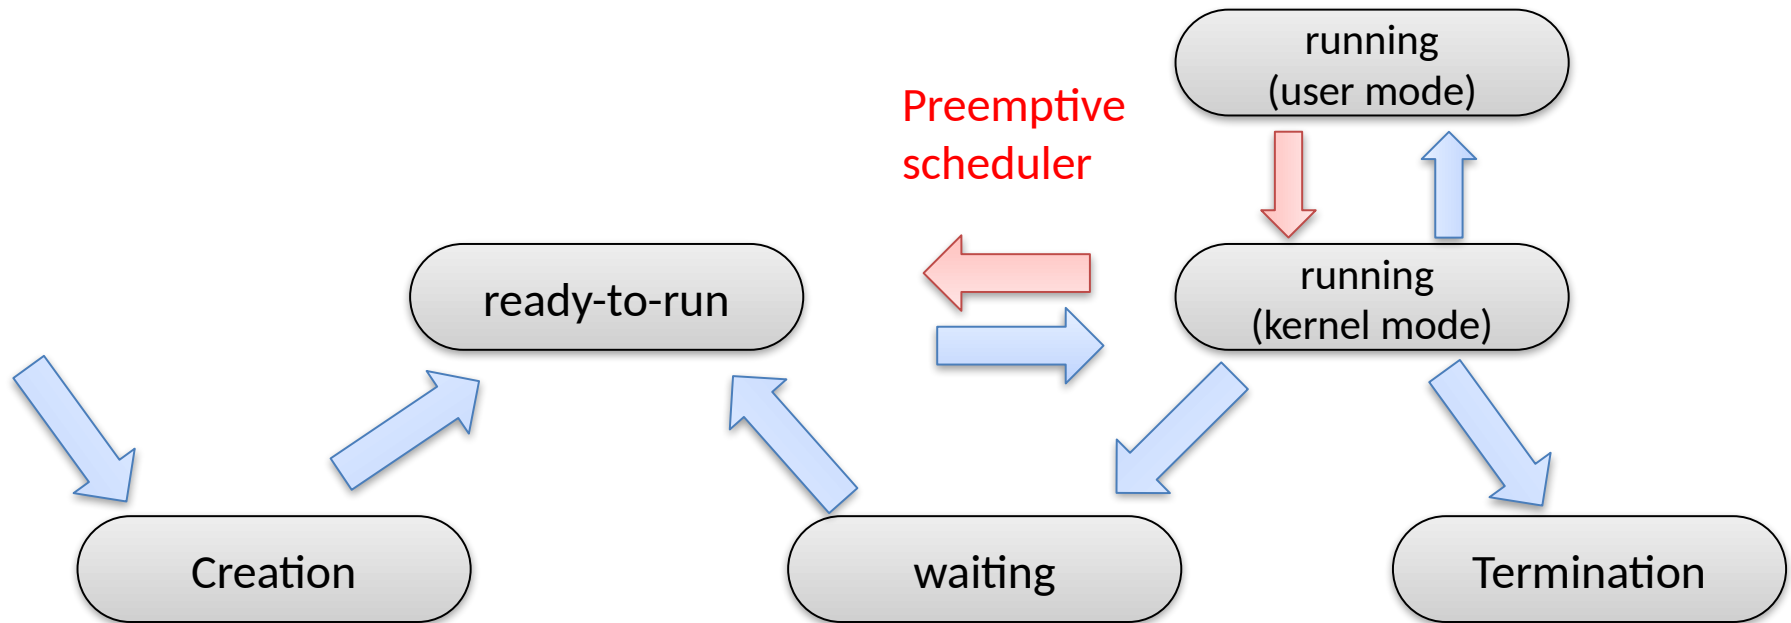 running
(user mode)
Preemptive
scheduler
ready-to-run
running
(kernel mode)
Creation
waiting
Termination